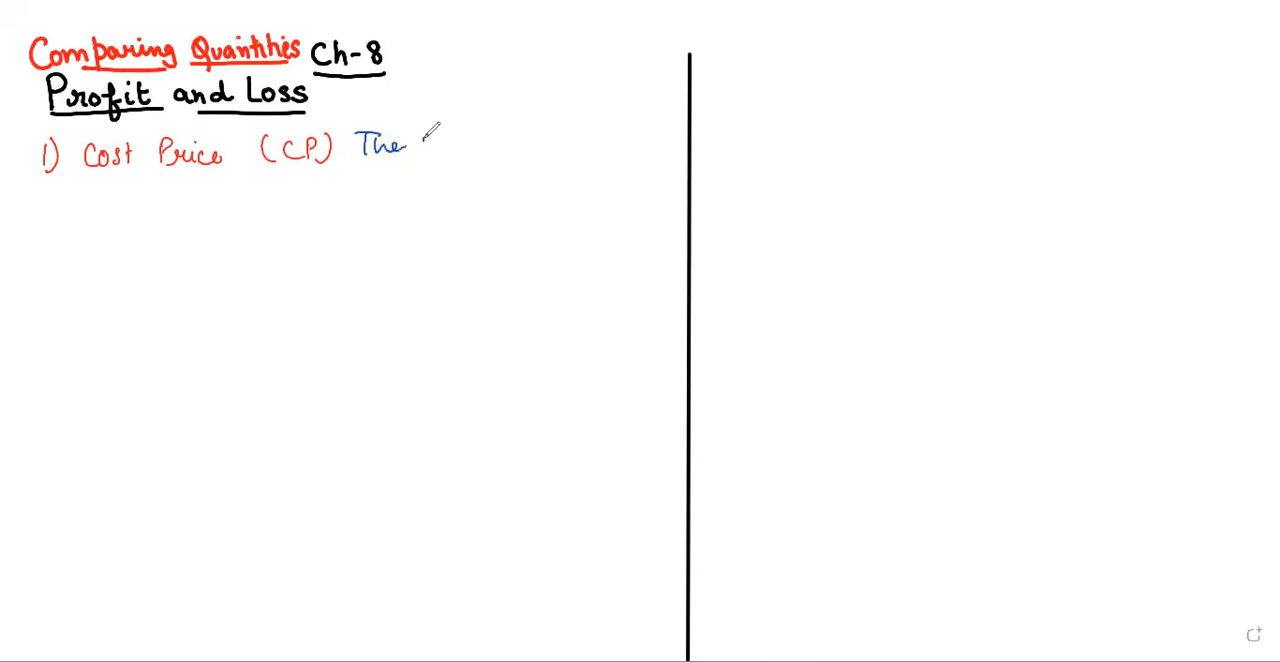 Comparing Quantities Ch-8
Profit and Loss
1) Cost Price (CP) The